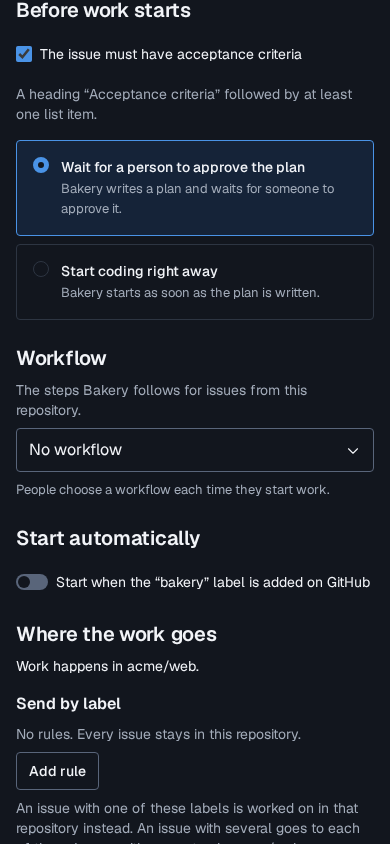 Before work starts
The issue must have acceptance criteria
A heading “Acceptance criteria” followed by at least
one list item.
Wait for a person to approve the plan
Bakery writes a plan and waits for someone to
approve it.
Start coding right away
Bakery starts as soon as the plan is written.
Workflow
The steps Bakery follows for issues from this
repository.
No workflow
People choose a workflow each time they start work.
Start automatically
Start when the “bakery” label is added on GitHub
Where the work goes
Work happens in acme/web.
Send by label
No rules. Every issue stays in this repository.
Add rule
An issue with one of these labels is worked on in that
repository instead. An issue with several goes to each